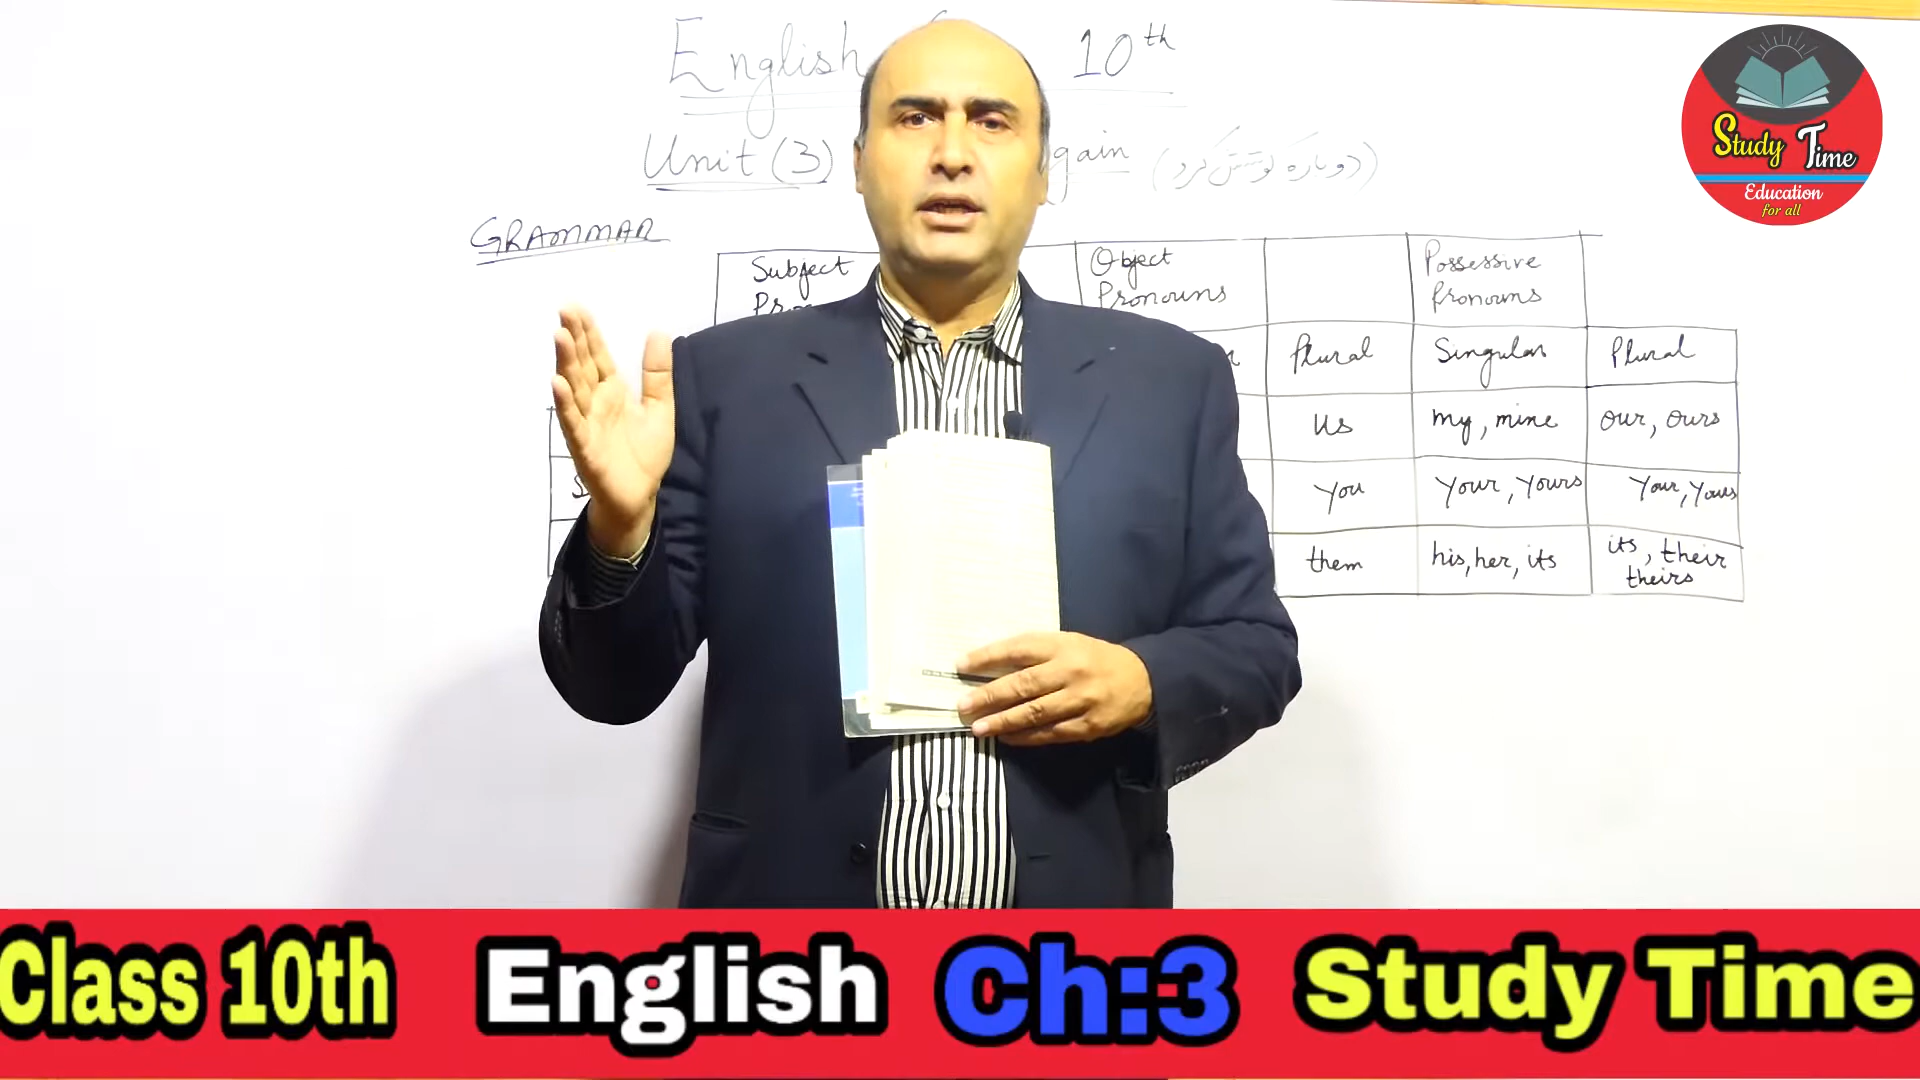 English 10th
Unit (3) gain (دوبارہ کوشش کرد)
GRAMMAR
Subject
Object
Pronouns
Possessive
Pronouns
Plural
Singular
Plural
us
my, mine
our, ours
you
your, yours
your, yours
them
his, her, its
its, their
theirs
Study Time
Education
for all
Class 10th English Ch:3 Study Time